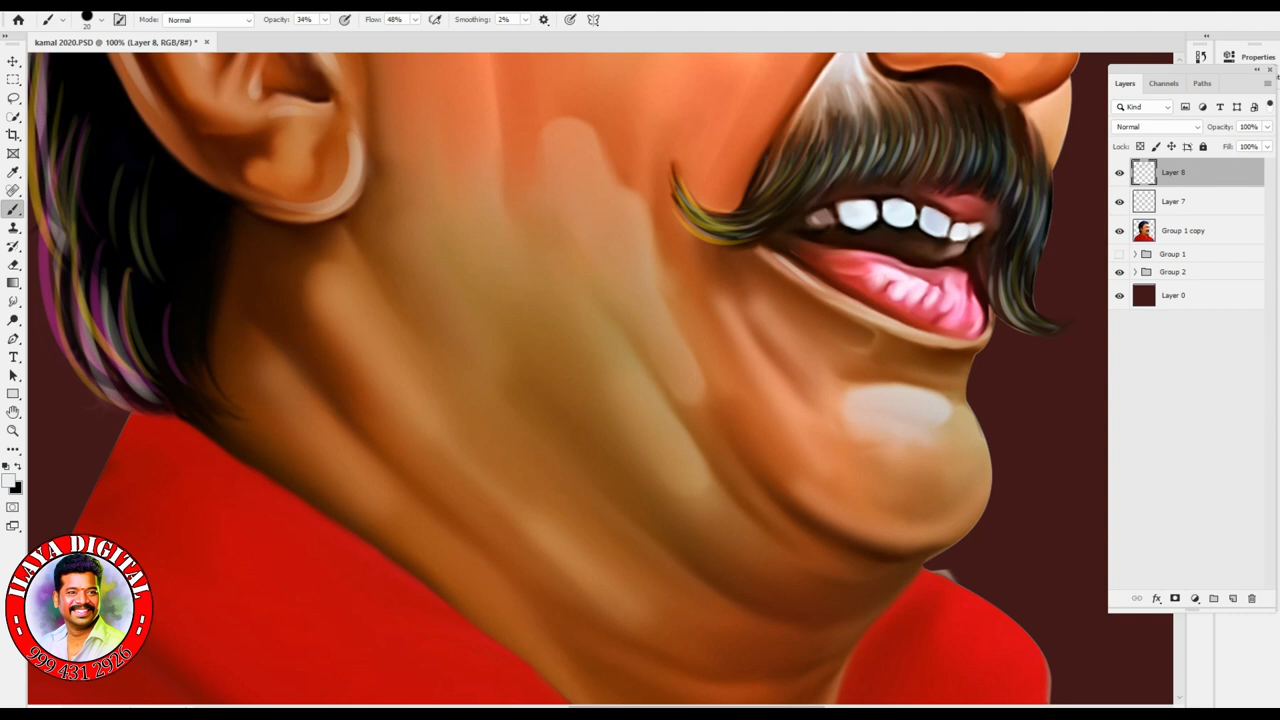 20
Mode: Normal
Opacity: 34%
Flow: 48%
Smoothing: 2%
kamal 2020.PSD @ 100% (Layer 8, RGB/8#) *
Properties
Layers Channels Paths
Kind
Normal
Opacity: 100%
Lock:
Fill: 100%
Layer 8
Layer 7
Group 1 copy
Group 1
Group 2
Layer 0
fx
ILAYA DIGITAL
999 431 2926